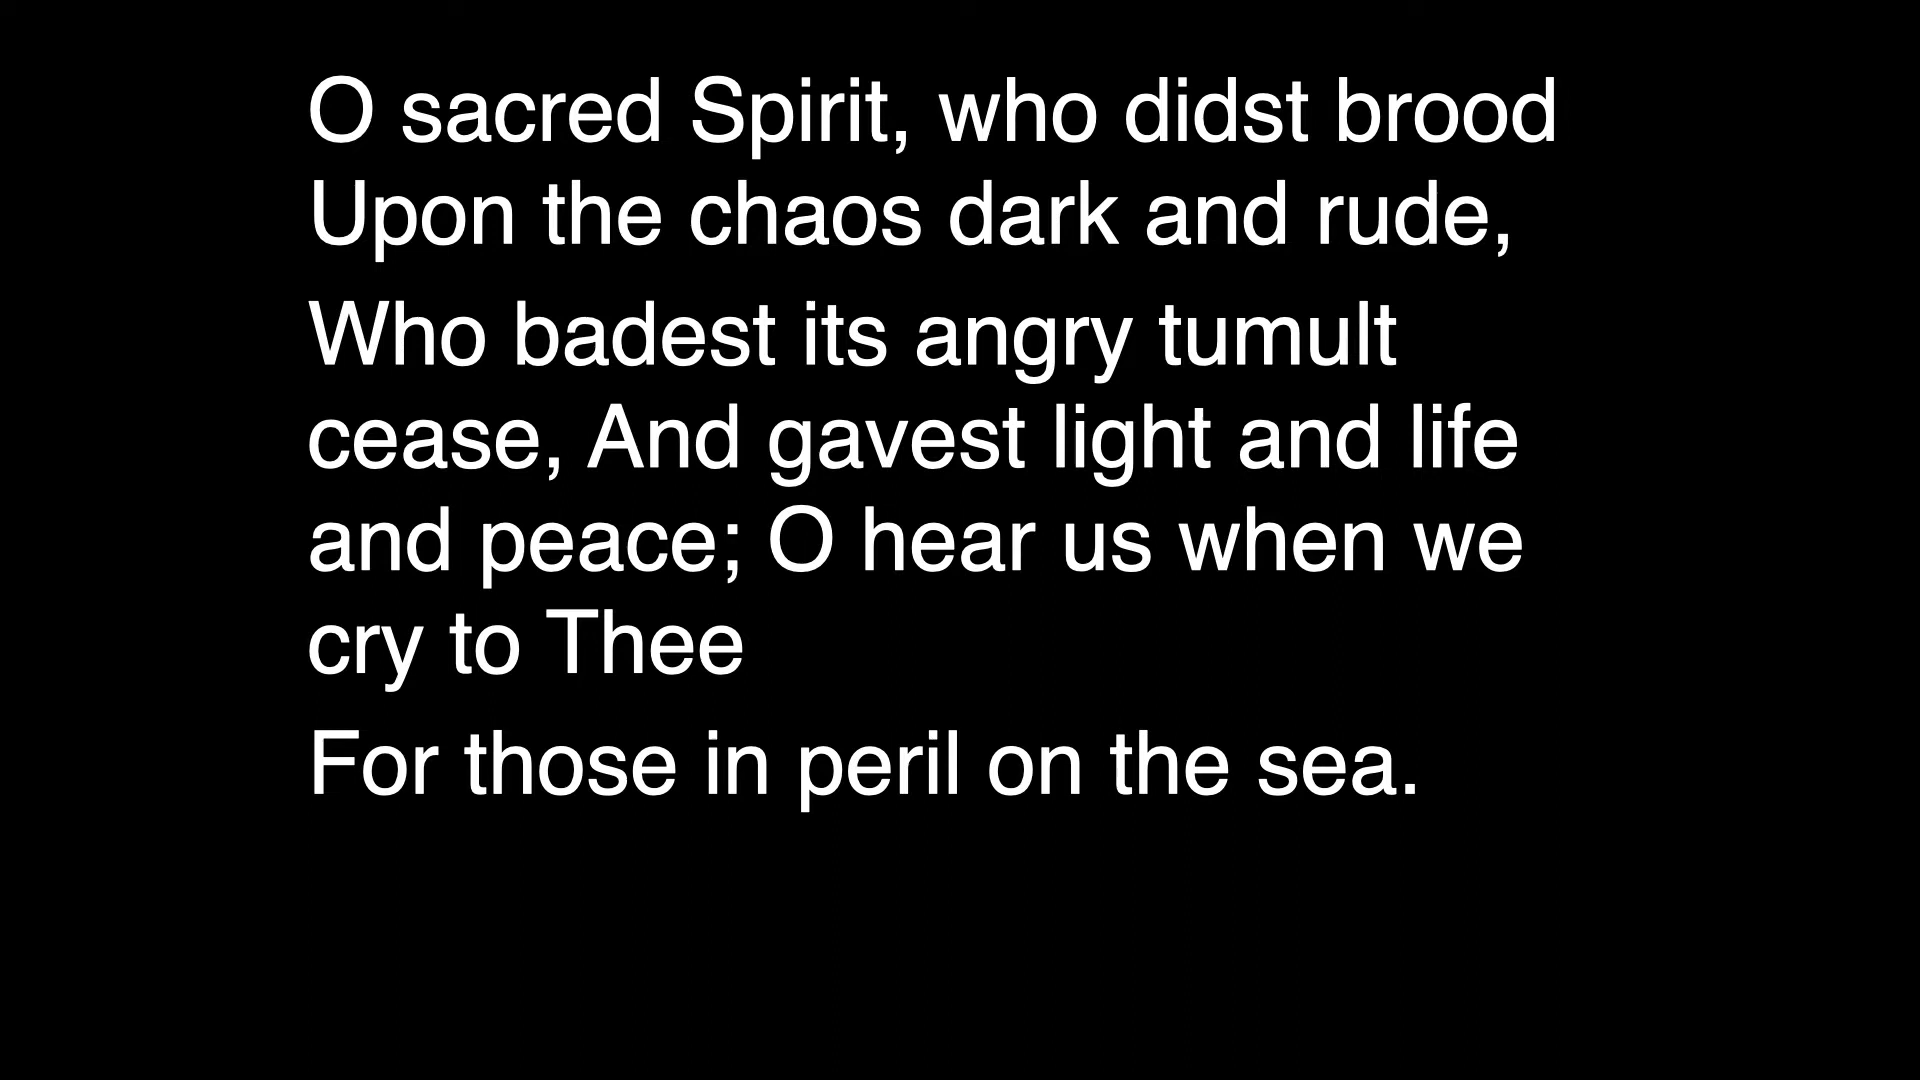 O sacred Spirit, who didst brood
Upon the chaos dark and rude,
Who badest its angry tumult
cease, And gavest light and life
and peace; O hear us when we
cry to Thee
For those in peril on the sea.